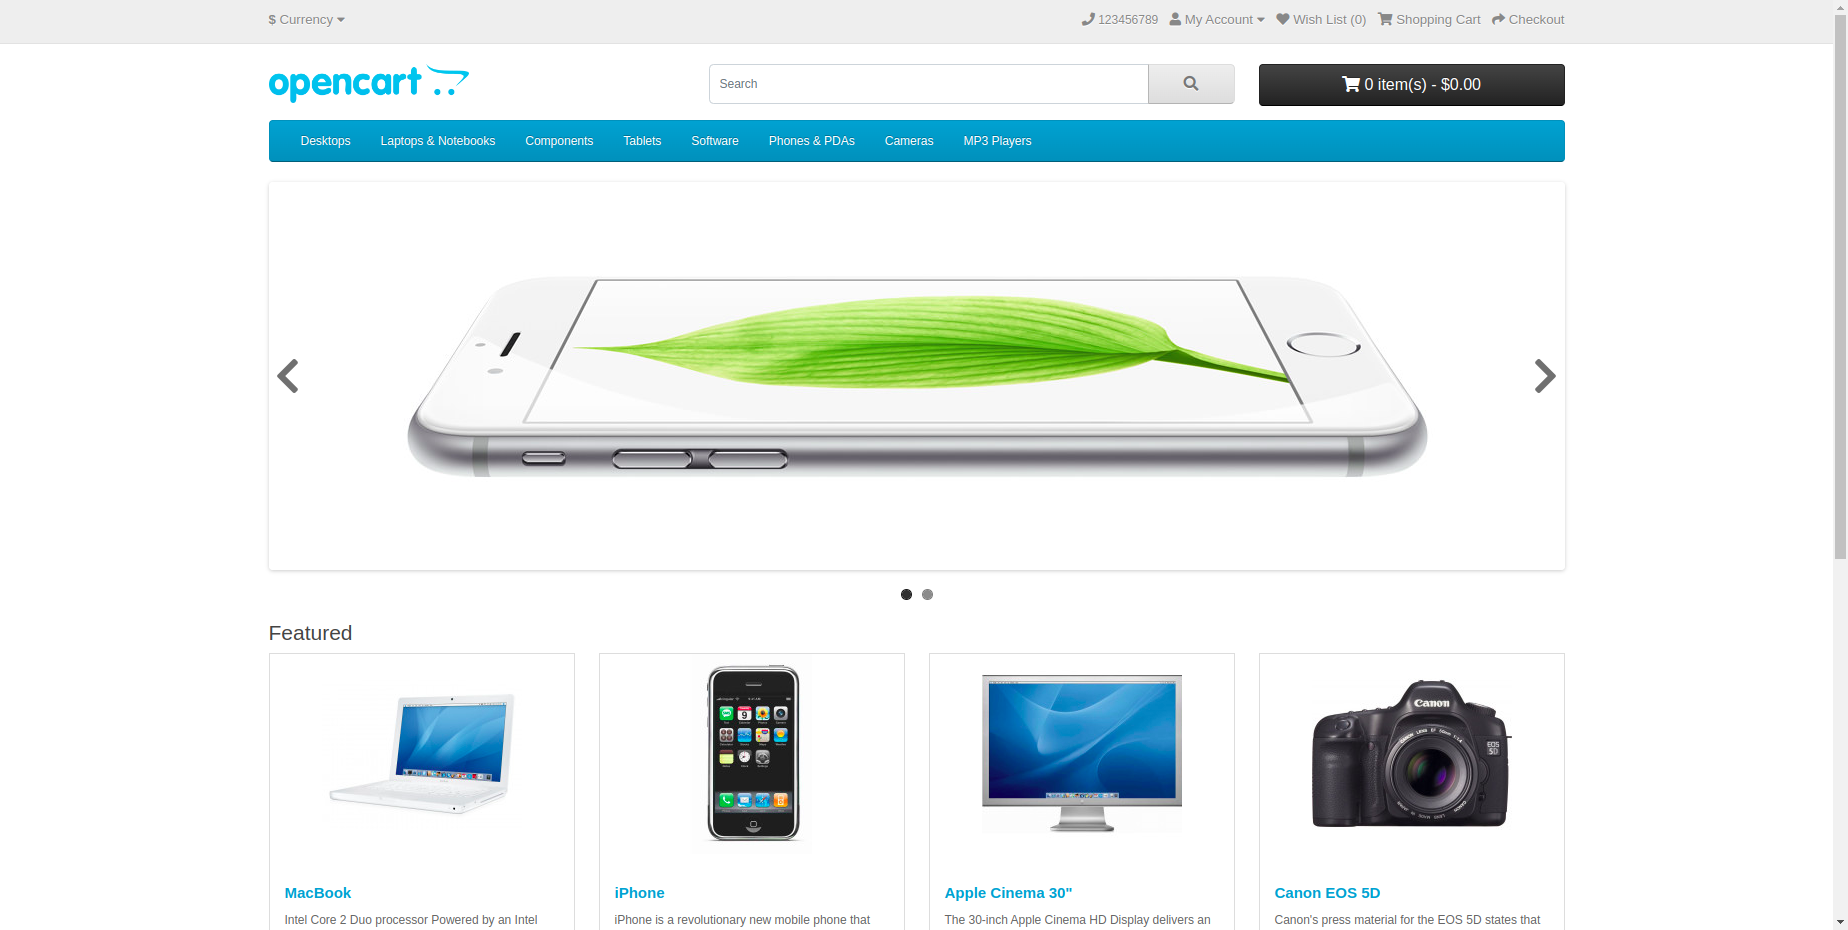 $ Currency
123456789 My Account Wish List (0) Shopping Cart Checkout
opencart
Search
0 item(s) - $0.00
Desktops Laptops & Notebooks Components Tablets Software Phones & PDAs Cameras MP3 Players
Featured
Canon
EOS
5D
MacBook
iPhone
Apple Cinema 30"
Canon EOS 5D
Intel Core 2 Duo processor Powered by an Intel
iPhone is a revolutionary new mobile phone that
The 30-inch Apple Cinema HD Display delivers an
Canon's press material for the EOS 5D states that